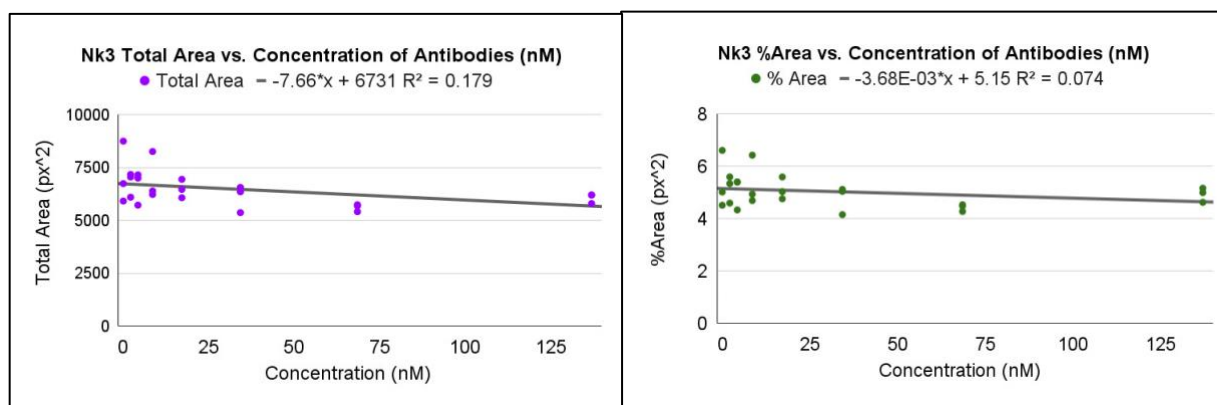 Nk3 Total Area vs. Concentration of Antibodies (nM)
Total Area − -7.66*x + 6731 R² = 0.179
10000
7500
5000
2500
0
Total Area (px^2)
0 25 50 75 100 125
Concentration (nM)
Nk3 %Area vs. Concentration of Antibodies (nM)
% Area − -3.68E-03*x + 5.15 R² = 0.074
8
6
4
2
0
%Area (px^2)
0 25 50 75 100 125
Concentration (nM)